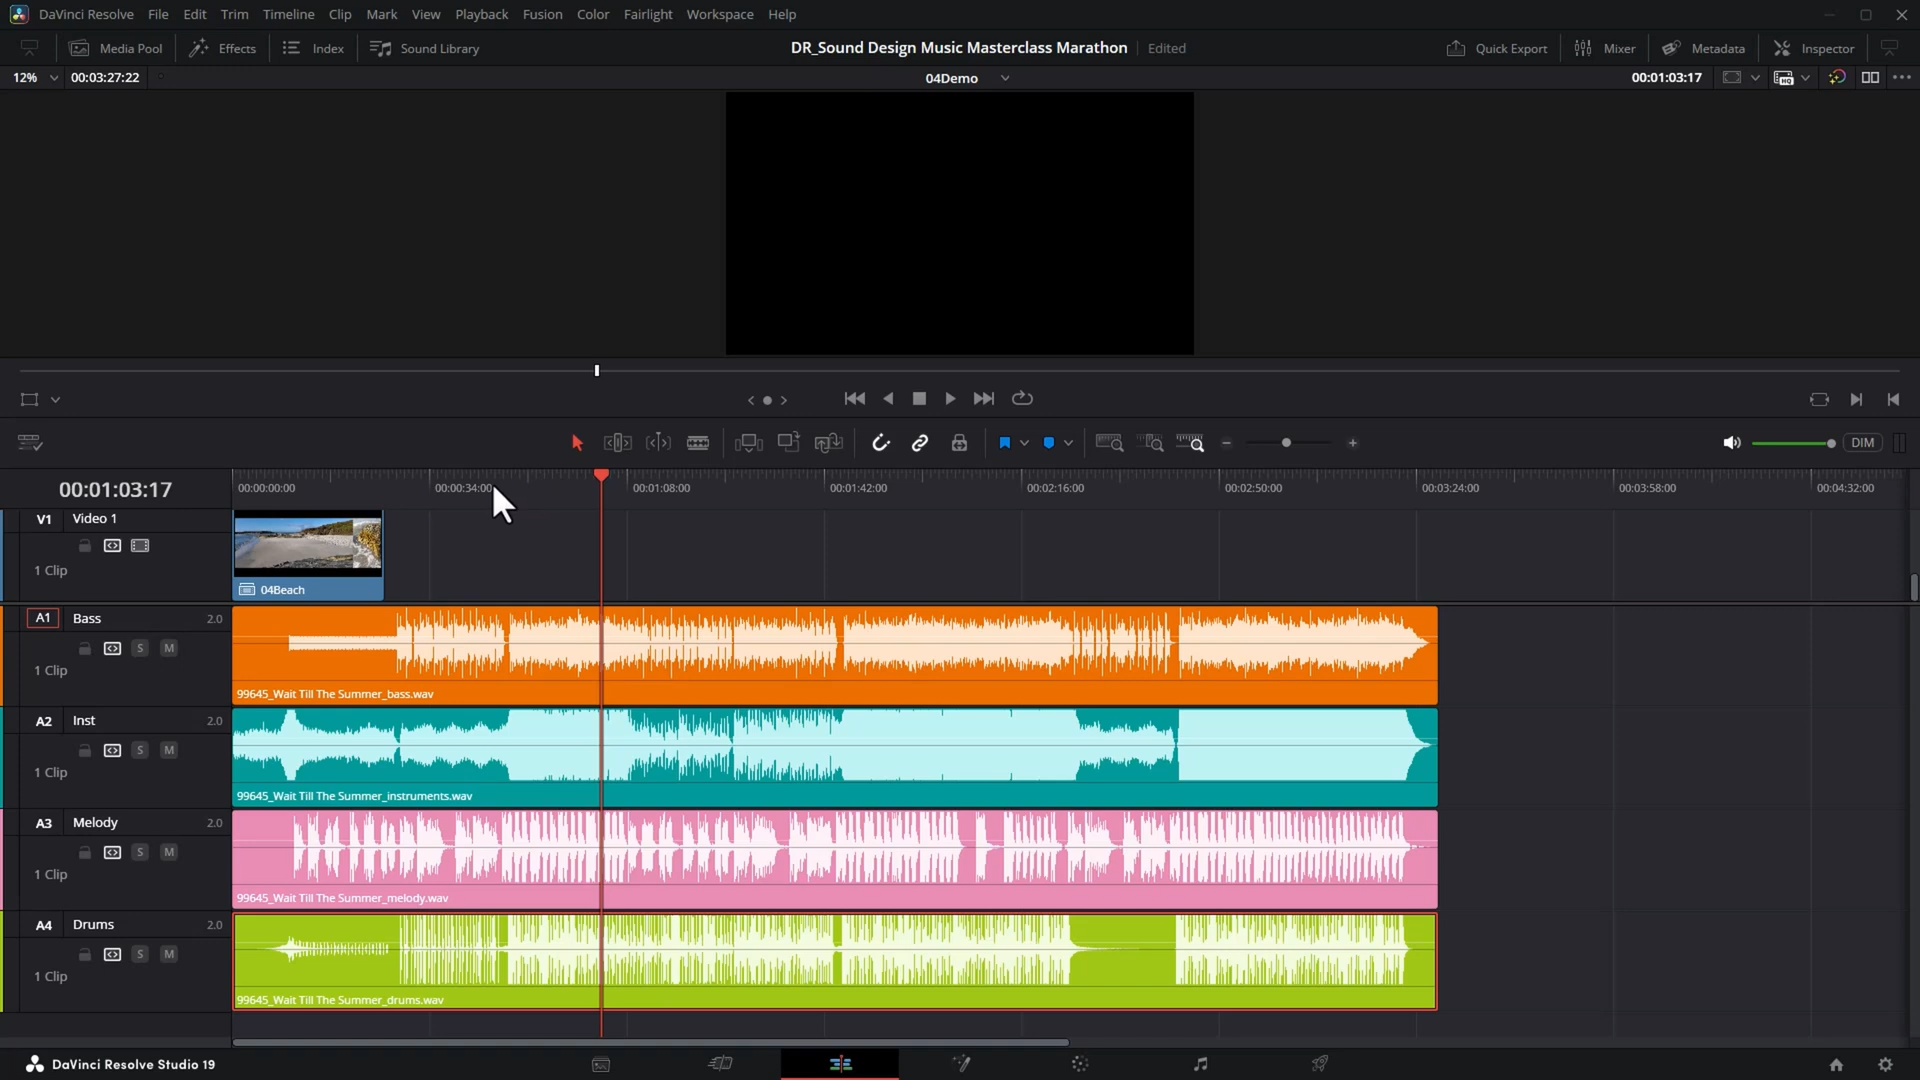 DaVinci Resolve File Edit Trim Timeline Clip Mark View Playback Fusion Color Fairlight Workspace Help
Media Pool Effects Index Sound Library DR_Sound Design Music Masterclass Marathon Edited Quick Export Mixer Metadata Inspector
12% 00:03:27:22 04Demo 00:01:03:17
DIM
00:01:03:17 00:00:00:00 00:00:34:00 00:01:08:00 00:01:42:00 00:02:16:00 00:02:50:00 00:03:24:00 00:03:58:00 00:04:32:00
V1 Video 1
1 Clip
04Beach
A1 Bass 2.0
S M
1 Clip
99645_Wait Till The Summer_bass.wav
A2 Inst 2.0
S M
1 Clip
99645_Wait Till The Summer_instruments.wav
A3 Melody 2.0
S M
1 Clip
99645_Wait Till The Summer_melody.wav
A4 Drums 2.0
S M
1 Clip
99645_Wait Till The Summer_drums.wav
DaVinci Resolve Studio 19